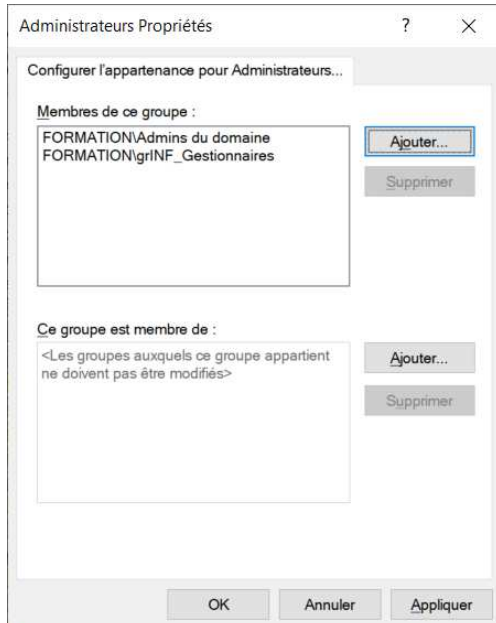 Administrateurs Propriétés
?
Configurer l'appartenance pour Administrateurs...
Membres de ce groupe :
FORMATION\Admins du domaine
FORMATION\grINF_Gestionnaires
Ajouter...
Supprimer
Ce groupe est membre de :
<Les groupes auxquels ce groupe appartient
ne doivent pas être modifiés>
Ajouter...
Supprimer
OK
Annuler
Appliquer